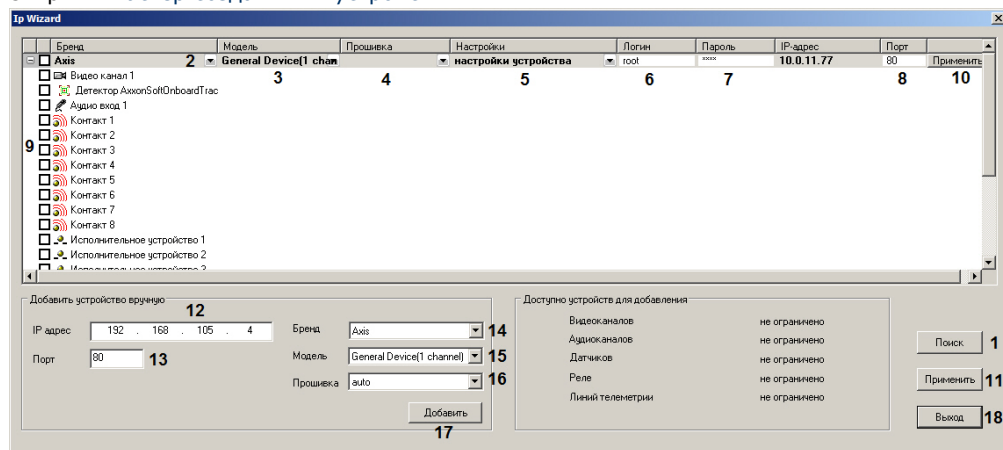 Ip Wizard
Бренд Модель Прошивка Настройки Логин Пароль IP-адрес Порт
Axis 2 General Device(1 chan настройки устройства root **** 10.0.11.77 80 Применить
Видео канал 1 3 4 5 6 7 8 10
Детектор AxxonSoftOnboardTrac
Аудио вход 1
Контакт 1
Контакт 2
9 Контакт 3
Контакт 4
Контакт 5
Контакт 6
Контакт 7
Контакт 8
Исполнительное устройство 1
Исполнительное устройство 2
Исполнительное устройство 3
Добавить устройство вручную
12
IP адрес 192 . 168 . 105 . 4
Порт 80 13
Бренд Axis 14
Модель General Device(1 channel) 15
Прошивка auto 16
Добавить
17
Доступно устройств для добавления
Видеоканалов не ограничено
Аудиоканалов не ограничено
Датчиков не ограничено
Реле не ограничено
Линий телеметрии не ограничено
Поиск 1
Применить 11
Выход 18